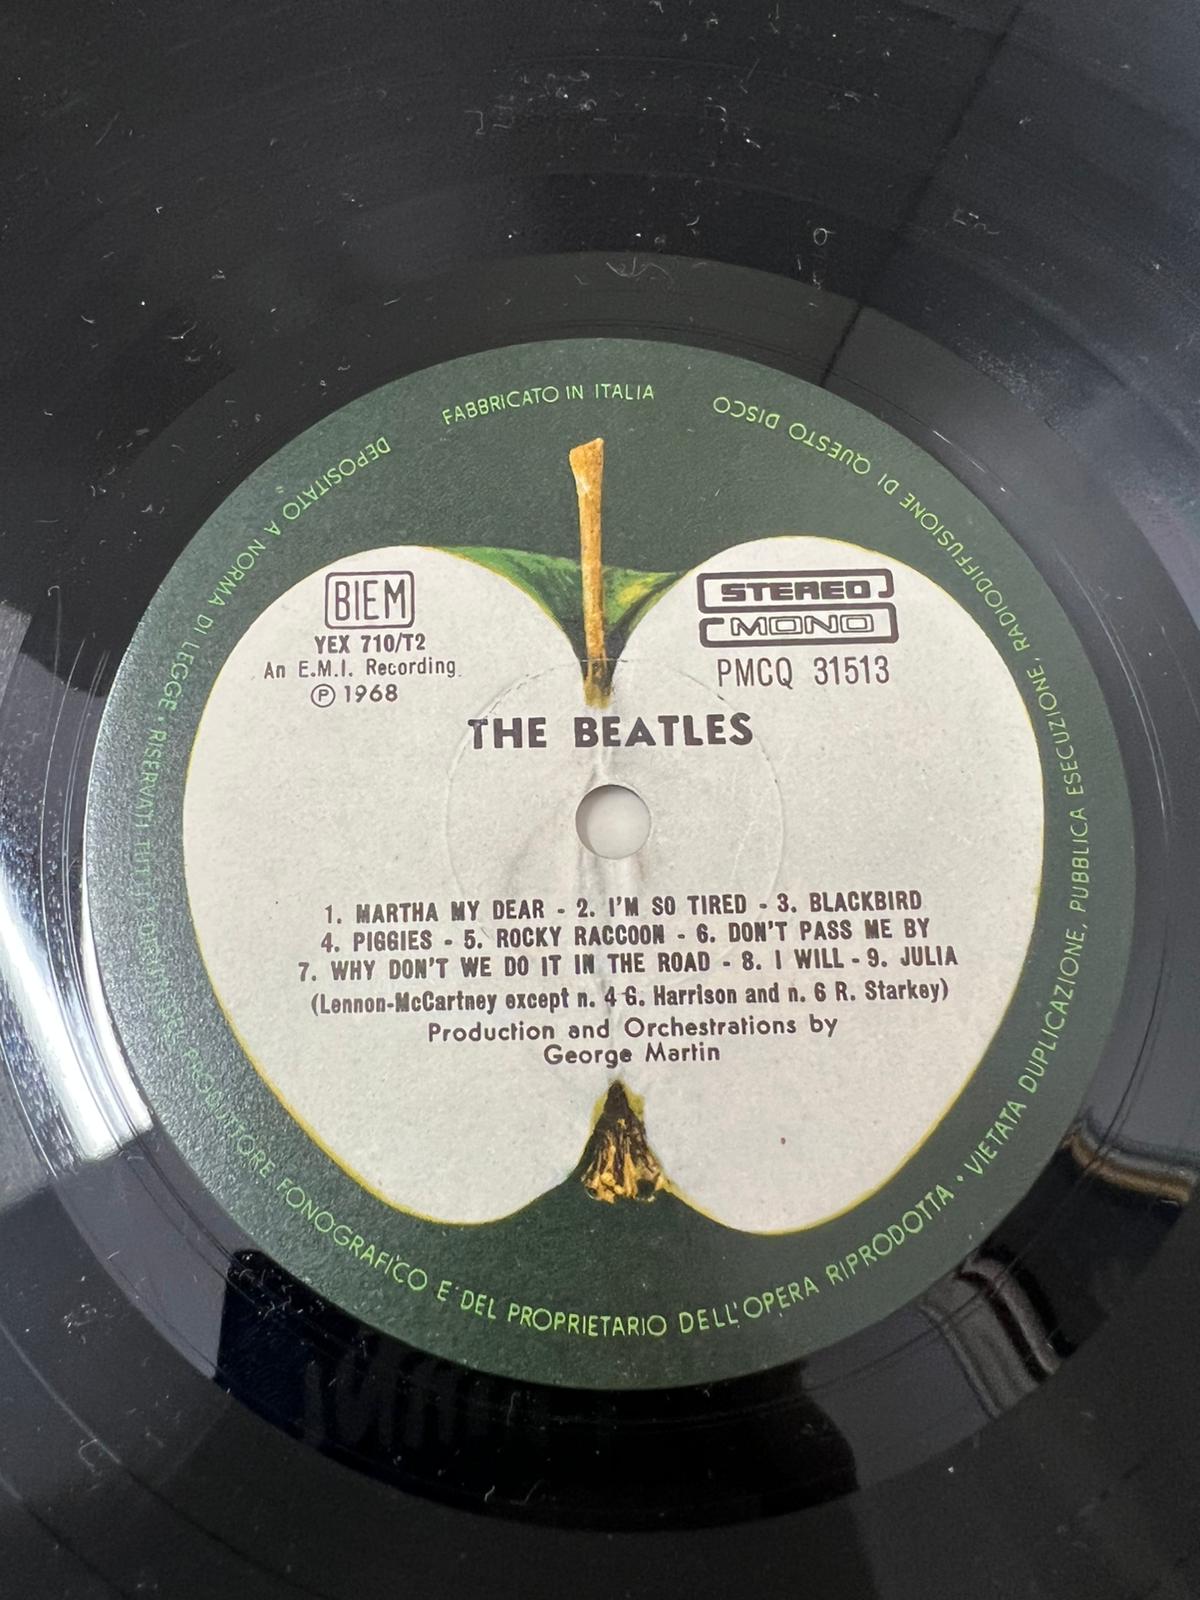 FABBRICATO IN ITALIA
DEPOSITATO A NORMA DI LEGGE • RISERVATI TUTTI I DIRITTI DEL PRODUTTORE FONOGRAFICO E DEL PROPRIETARIO DELL'OPERA RIPRODOTTA • VIETATA DUPLICAZIONE, PUBBLICA ESECUZIONE, RADIODIFFUSIONE DI QUESTO DISCO
BIEM
YEX 710/T2
An E.M.I. Recording
℗ 1968
STEREO
MONO
PMCQ 31513
THE BEATLES
1. MARTHA MY DEAR - 2. I'M SO TIRED - 3. BLACKBIRD
4. PIGGIES - 5. ROCKY RACCOON - 6. DON'T PASS ME BY
7. WHY DON'T WE DO IT IN THE ROAD - 8. I WILL - 9. JULIA
(Lennon-McCartney except n. 4 G. Harrison and n. 6 R. Starkey)
Production and Orchestrations by
George Martin